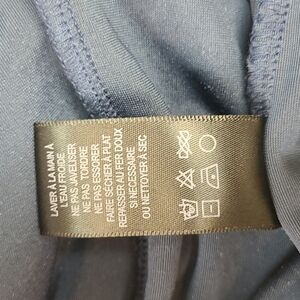 LAVER À LA MAIN À
L'EAU FROIDE
NE PAS JAVELISER
NE PAS TORDRE
NE PAS ESSORER
FAIRE SÉCHER À PLAT
REPASSER AU FER DOUX
SI NÉCESSAIRE
OU NETTOYER À SEC